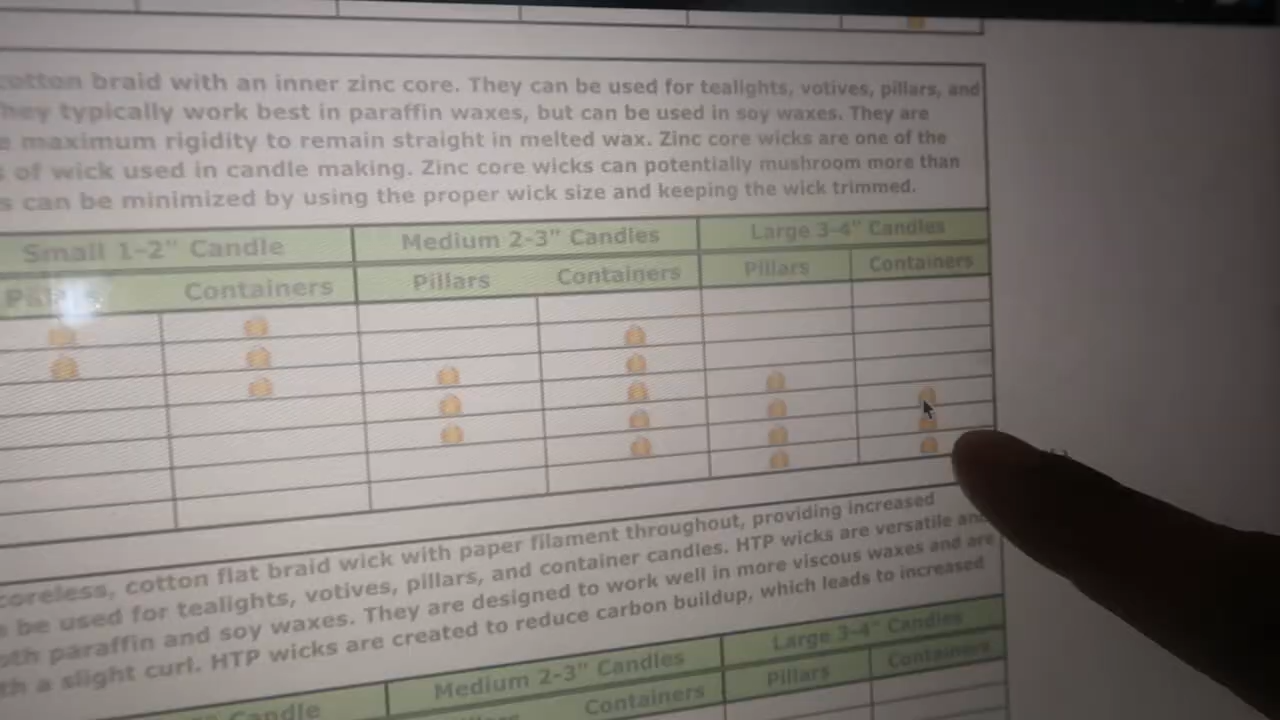 cotton braid with an inner zinc core. They can be used for tealights, votives, pillars, and
They typically work best in paraffin waxes, but can be used in soy waxes. They are
maximum rigidity to remain straight in melted wax. Zinc core wicks are one of the
of wick used in candle making. Zinc core wicks can potentially mushroom more than
can be minimized by using the proper wick size and keeping the wick trimmed.
Small 1-2" Candle Medium 2-3" Candles Large 3-4" Candles
Containers Pillars Containers Pillars Containers
coreless, cotton flat braid wick with paper filament throughout, providing increased
be used for tealights, votives, pillars, and container candles. HTP wicks are versatile and
both paraffin and soy waxes. They are designed to work well in more viscous waxes and are
with a slight curl. HTP wicks are created to reduce carbon buildup, which leads to increased
Candle Medium 2-3" Candles Large 3-4" Candles
Pillars Containers Pillars Containers